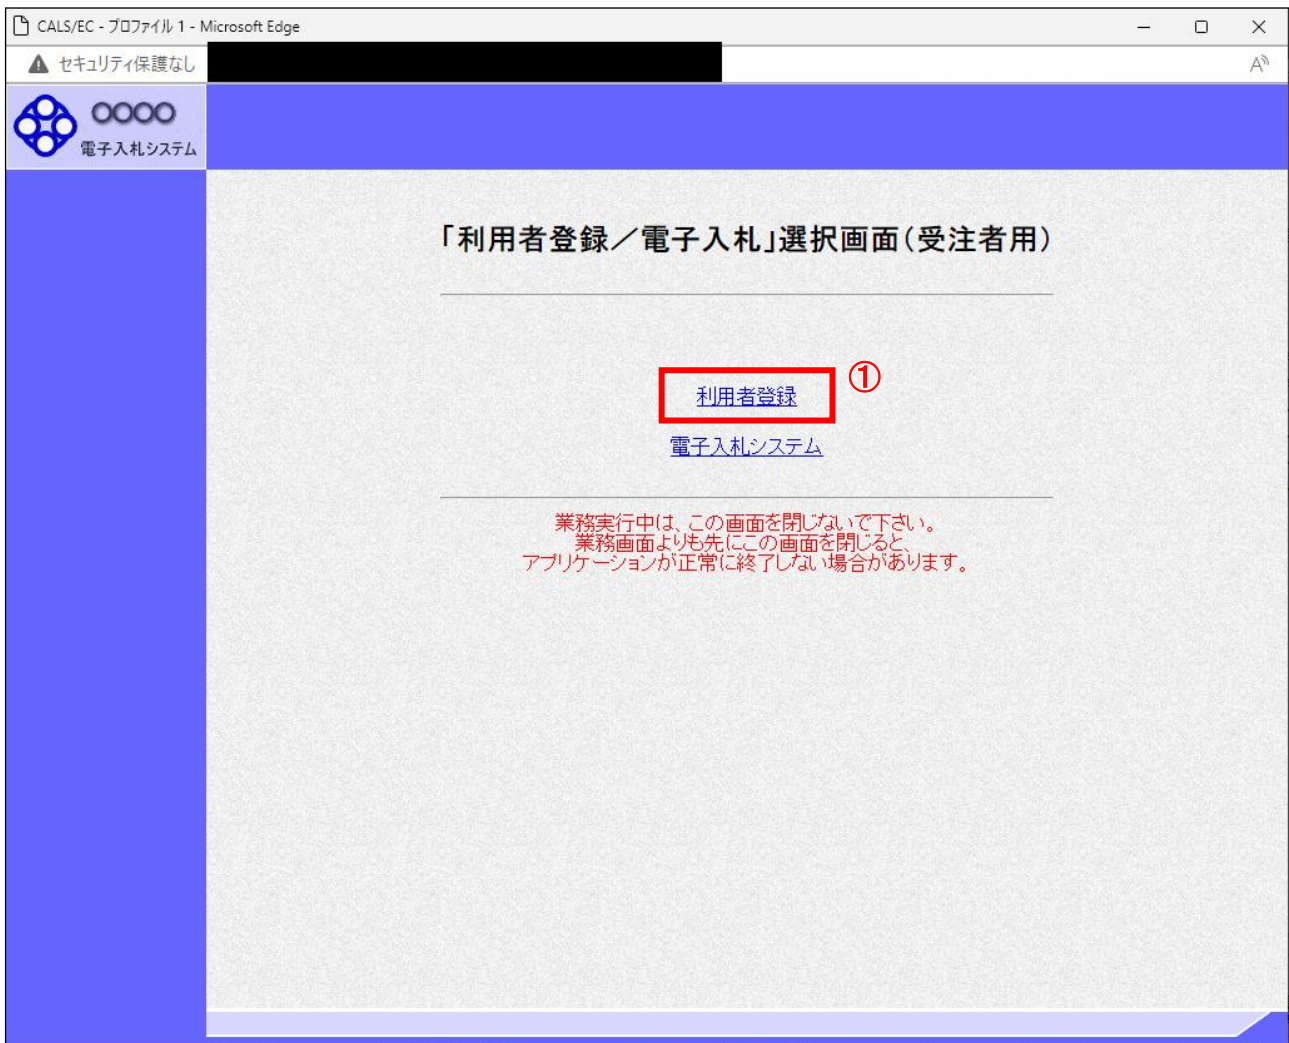 CALS/EC - プロファイル 1 - Microsoft Edge
セキュリティ保護なし
○○○○
電子入札システム
「利用者登録／電子入札」選択画面（受注者用）
利用者登録
①
電子入札システム
業務実行中は、この画面を閉じないで下さい。
業務画面よりも先にこの画面を閉じると、
アプリケーションが正常に終了しない場合があります。